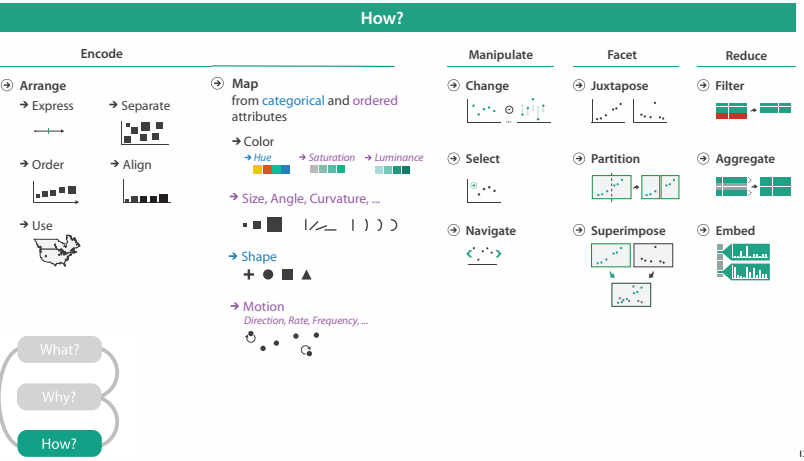 How?
Encode
Arrange
Express
Separate
Order
Align
Use
Map
from categorical and ordered
attributes
Color
Hue
Saturation
Luminance
Size, Angle, Curvature, ...
Shape
Motion
Direction, Rate, Frequency, ...
Manipulate
Change
Select
Navigate
Facet
Juxtapose
Partition
Superimpose
Reduce
Filter
Aggregate
Embed
What?
Why?
How?